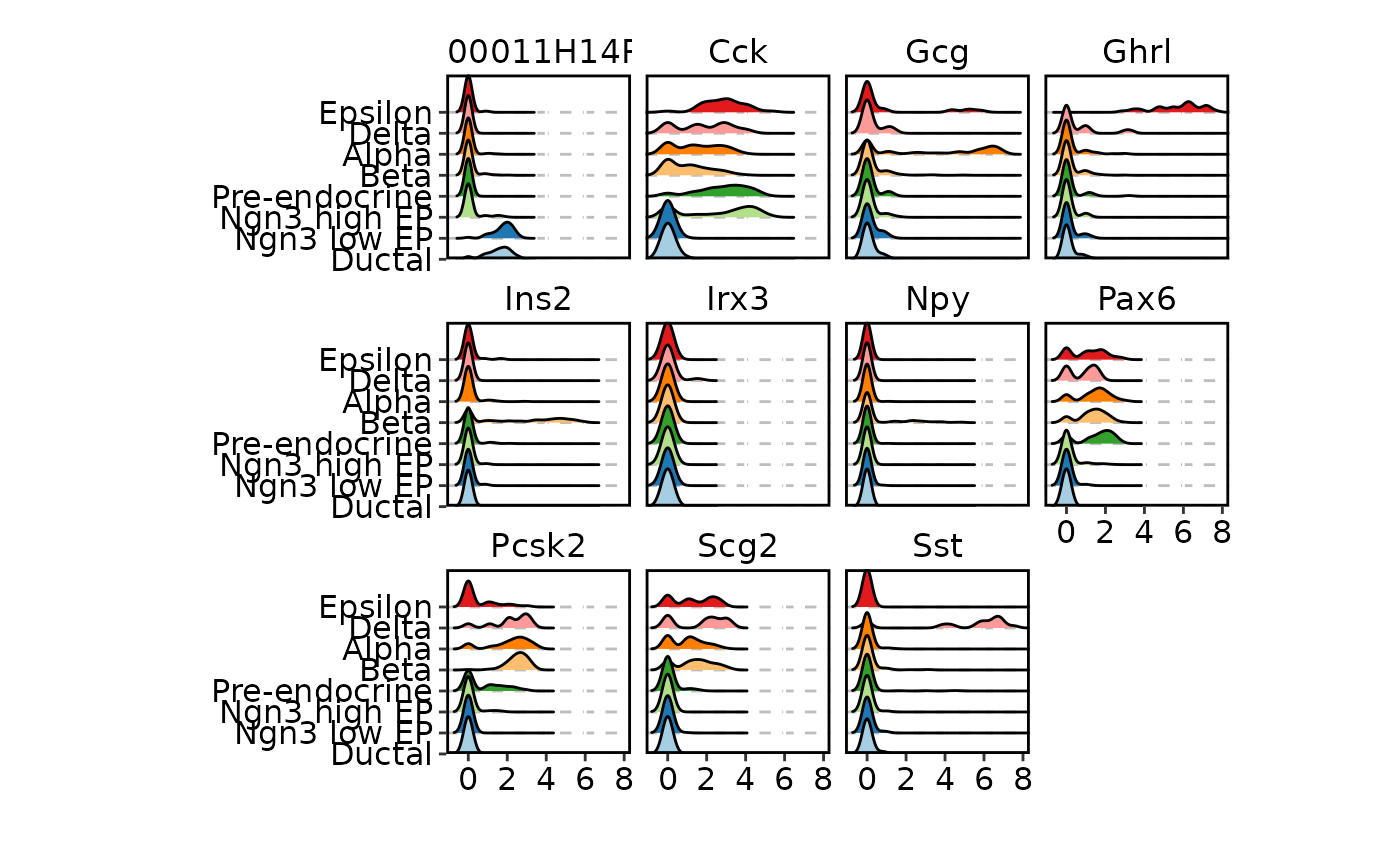 00011H14R Cck Gcg Ghrl
Epsilon
Delta
Alpha
Beta
Pre-endocrine
Ngn3 high EP
Ngn3 low EP
Ductal
Ins2 Irx3 Npy Pax6
Epsilon
Delta
Alpha
Beta
Pre-endocrine
Ngn3 high EP
Ngn3 low EP
Ductal
0 2 4 6 8
Pcsk2 Scg2 Sst
Epsilon
Delta
Alpha
Beta
Pre-endocrine
Ngn3 high EP
Ngn3 low EP
Ductal
0 2 4 6 8 0 2 4 6 8 0 2 4 6 8